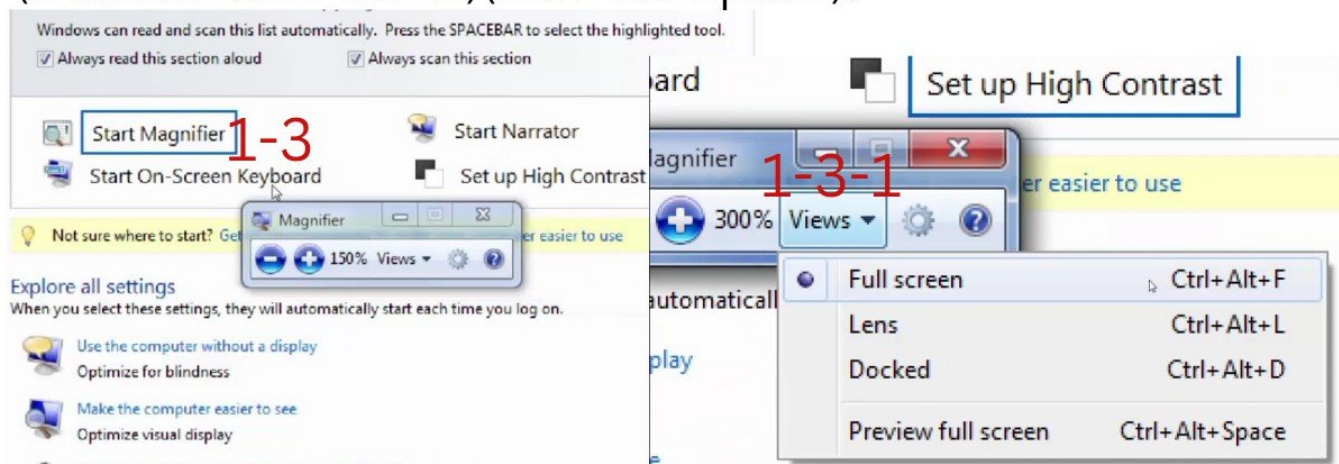 Windows can read and scan this list automatically. Press the SPACEBAR to select the highlighted tool.
Always read this section aloud
Always scan this section
Start Magnifier
1-3
Start Narrator
Start On-Screen Keyboard
Set up High Contrast
Magnifier
150% Views
Not sure where to start? Get
er easier to use
Explore all settings
When you select these settings, they will automatically start each time you log on.
Use the computer without a display
Optimize for blindness
Make the computer easier to see
Optimize visual display
ard
Set up High Contrast
agnifier
1-3-1
er easier to use
300% Views
Full screen Ctrl+Alt+F
automaticall
Lens Ctrl+Alt+L
play
Docked Ctrl+Alt+D
Preview full screen Ctrl+Alt+Space